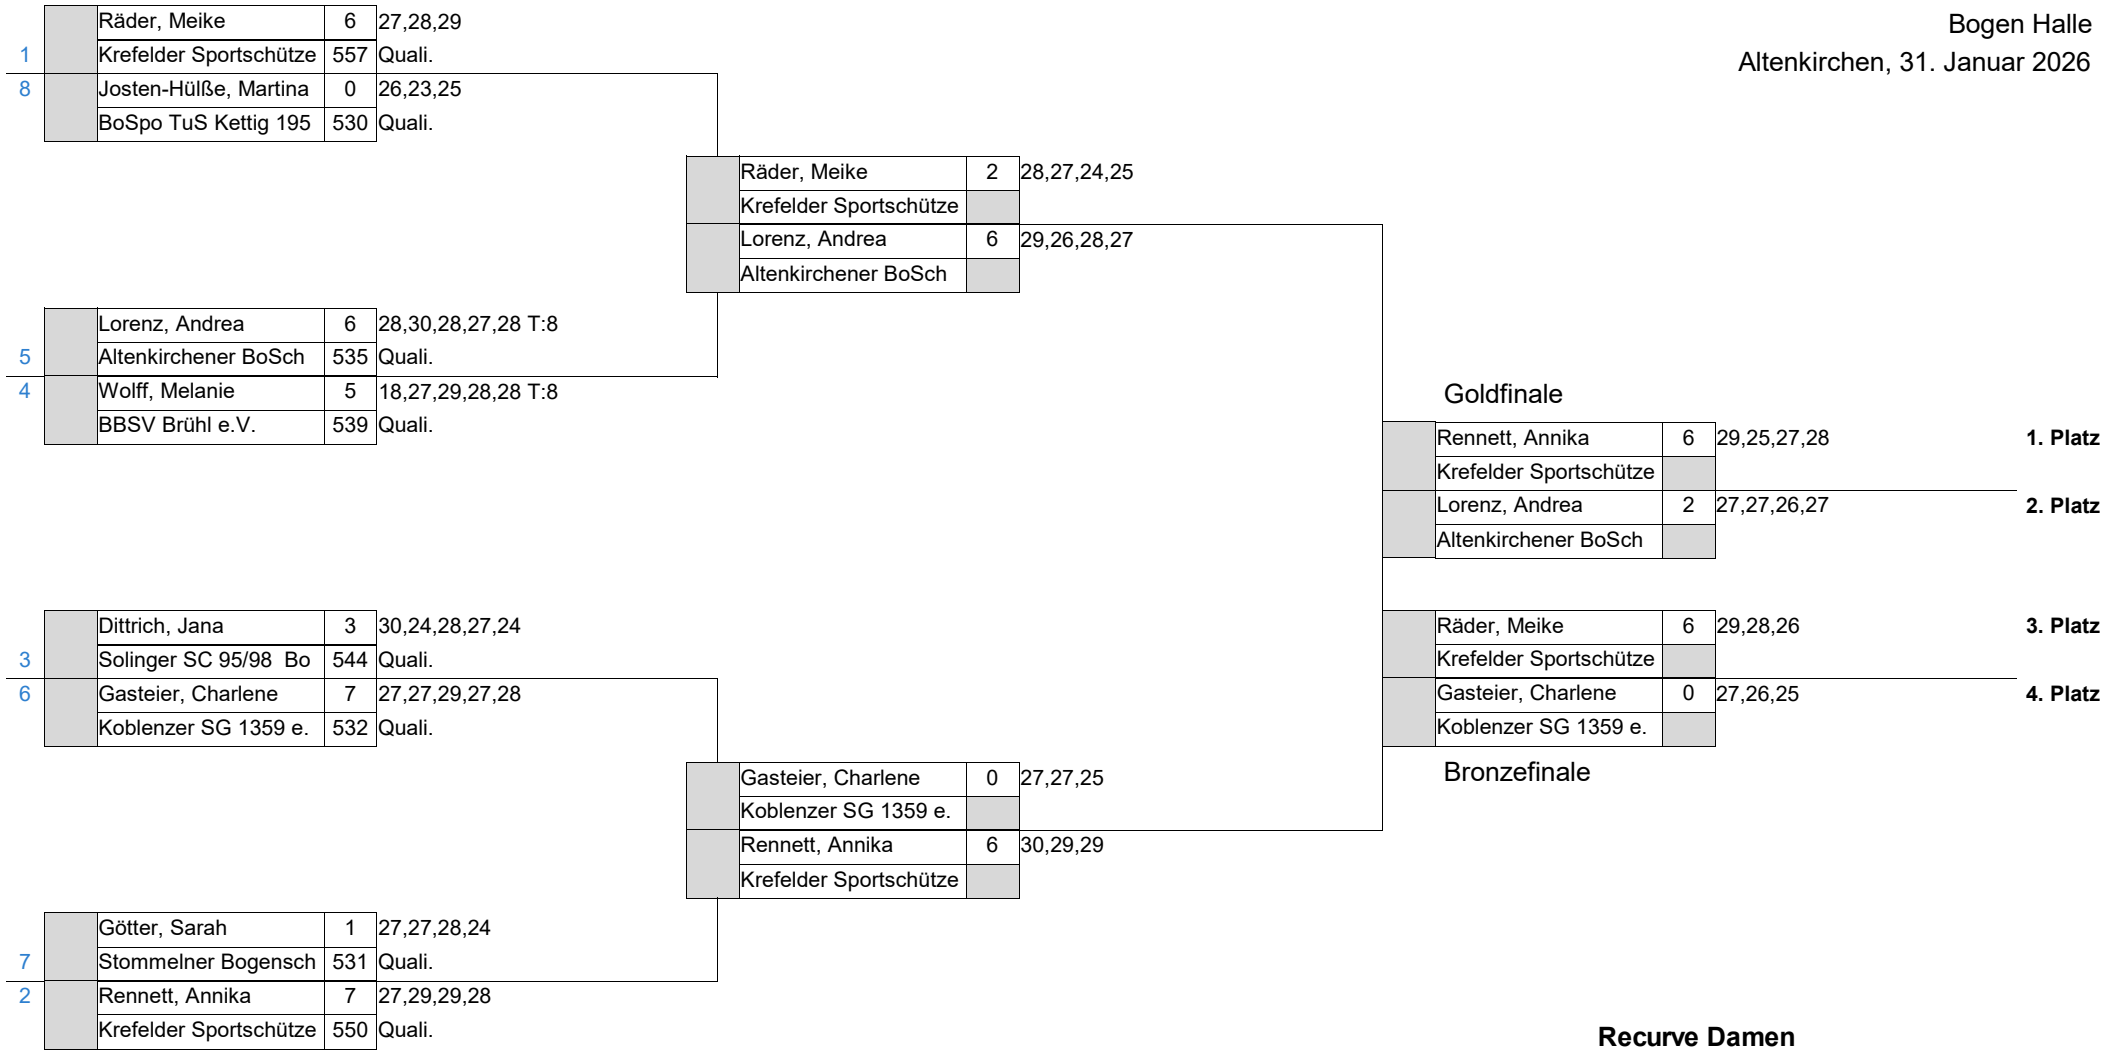 Bogen Halle
Altenkirchen, 31. Januar 2026
Räder, Meike 6 27,28,29
1 Krefelder Sportschütze 557 Quali.
8 Josten-Hülße, Martina 0 26,23,25
BoSpo TuS Kettig 195 530 Quali.
Lorenz, Andrea 6 28,30,28,27,28 T:8
5 Altenkirchener BoSch 535 Quali.
4 Wolff, Melanie 5 18,27,29,28,28 T:8
BBSV Brühl e.V. 539 Quali.
Dittrich, Jana 3 30,24,28,27,24
3 Solinger SC 95/98  Bo 544 Quali.
6 Gasteier, Charlene 7 27,27,29,27,28
Koblenzer SG 1359 e. 532 Quali.
Götter, Sarah 1 27,27,28,24
7 Stommelner Bogensch 531 Quali.
2 Rennett, Annika 7 27,29,29,28
Krefelder Sportschütze 550 Quali.
Räder, Meike 2 28,27,24,25
Krefelder Sportschütze
Lorenz, Andrea 6 29,26,28,27
Altenkirchener BoSch
Gasteier, Charlene 0 27,27,25
Koblenzer SG 1359 e.
Rennett, Annika 6 30,29,29
Krefelder Sportschütze
Goldfinale
Rennett, Annika 6 29,25,27,28 1. Platz
Krefelder Sportschütze
Lorenz, Andrea 2 27,27,26,27 2. Platz
Altenkirchener BoSch
Räder, Meike 6 29,28,26 3. Platz
Krefelder Sportschütze
Gasteier, Charlene 0 27,26,25 4. Platz
Koblenzer SG 1359 e.
Bronzefinale
Recurve Damen